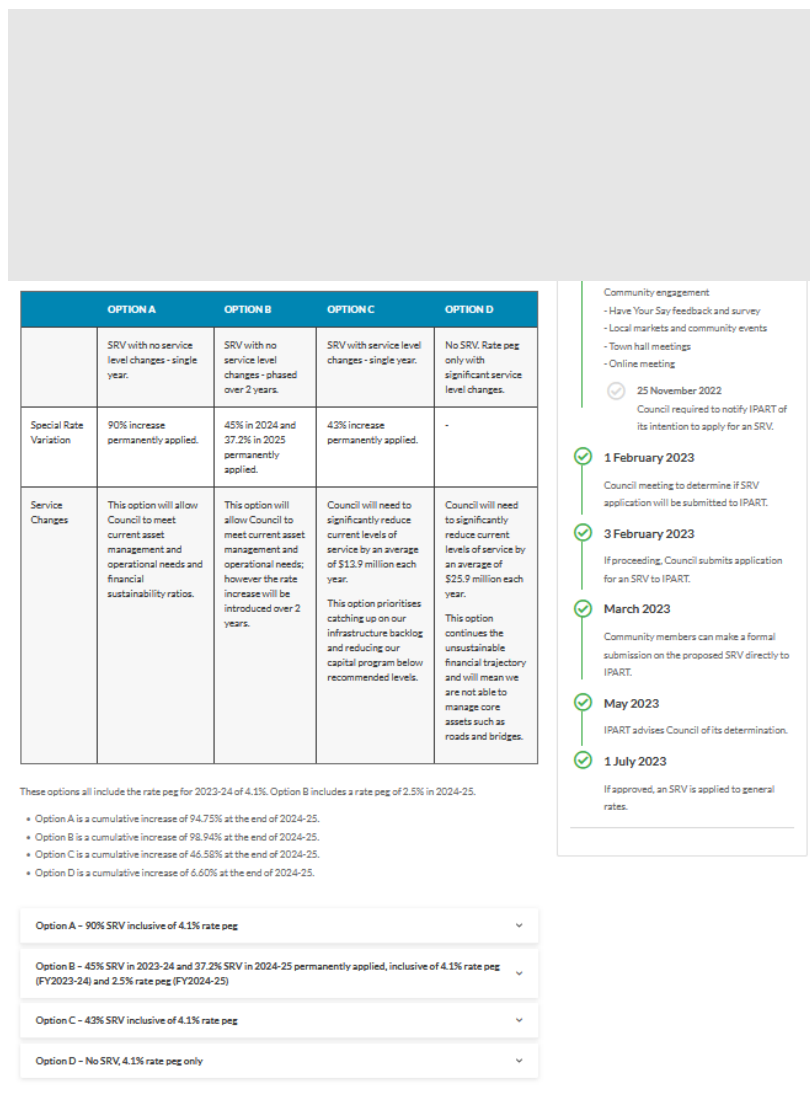 OPTION A OPTION B OPTION C OPTION D
SRV with no service
level changes - single
year.
SRV with no
service level
changes - phased
over 2 years.
SRV with service level
changes - single year.
No SRV. Rate peg
only with
significant service
level changes.
Special Rate
Variation
90% increase
permanently applied.
45% in 2024 and
37.2% in 2025
permanently
applied.
43% increase
permanently applied.
-
Service
Changes
This option will allow
Council to meet
current asset
management and
operational needs and
financial
sustainability ratios.
This option will
allow Council to
meet current asset
management and
operational needs;
however the rate
increase will be
introduced over 2
years.
Council will need to
significantly reduce
current levels of
service by an average
of $13.9 million each
year.
This option prioritises
catching up on our
infrastructure backlog
and reducing our
capital program below
recommended levels.
Council will need
to significantly
reduce current
levels of service by
an average of
$25.9 million each
year.
This option
continues the
unsustainable
financial trajectory
and will mean we
are not able to
manage core
assets such as
roads and bridges.
These options all include the rate peg for 2023-24 of 4.1%. Option B includes a rate peg of 2.5% in 2024-25.
• Option A is a cumulative increase of 94.75% at the end of 2024-25.
• Option B is a cumulative increase of 98.94% at the end of 2024-25.
• Option C is a cumulative increase of 46.58% at the end of 2024-25.
• Option D is a cumulative increase of 6.60% at the end of 2024-25.
Option A – 90% SRV inclusive of 4.1% rate peg
Option B – 45% SRV in 2023-24 and 37.2% SRV in 2024-25 permanently applied, inclusive of 4.1% rate peg
(FY2023-24) and 2.5% rate peg (FY2024-25)
Option C – 43% SRV inclusive of 4.1% rate peg
Option D – No SRV, 4.1% rate peg only
Community engagement
- Have Your Say feedback and survey
- Local markets and community events
- Town hall meetings
- Online meeting
25 November 2022
Council required to notify IPART of
its intention to apply for an SRV.
1 February 2023
Council meeting to determine if SRV
application will be submitted to IPART.
3 February 2023
If proceeding, Council submits application
for an SRV to IPART.
March 2023
Community members can make a formal
submission on the proposed SRV directly to
IPART.
May 2023
IPART advises Council of its determination.
1 July 2023
If approved, an SRV is applied to general
rates.